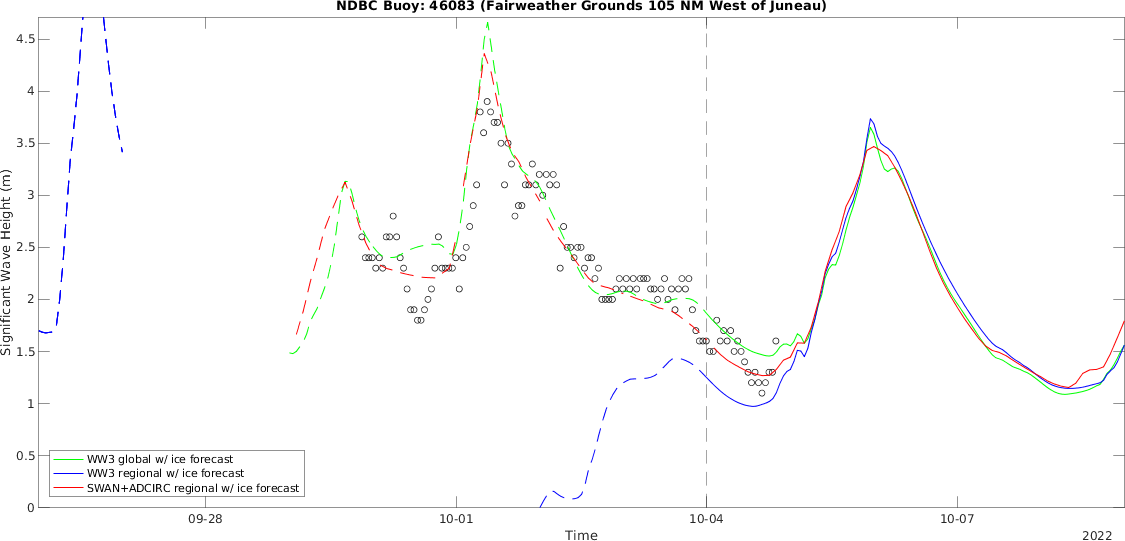 NDBC Buoy: 46083 (Fairweather Grounds 105 NM West of Juneau)
Significant Wave Height (m)
4.5
4
3.5
3
2.5
2
1.5
1
0.5
0
WW3 global w/ ice forecast
WW3 regional w/ ice forecast
SWAN+ADCIRC regional w/ ice forecast
09-28
10-01
10-04
10-07
Time
2022